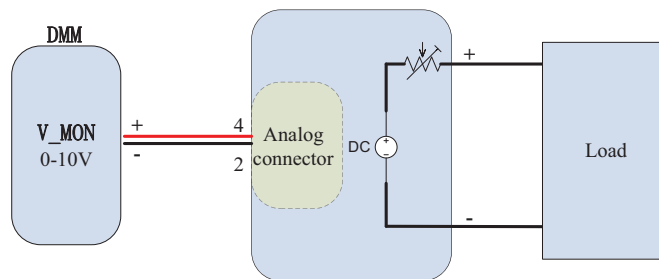 DMM
V_MON
0-10V
+
-
4
2
Analog
connector
DC
+
-
+
-
Load